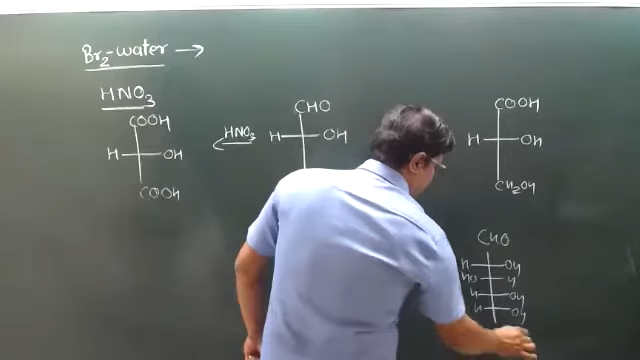 Br2-water →
HNO3
COOH
H OH
COOH
← HNO3
CHO
H OH
COOH
H OH
CH2OH
CHO
H OH
HO H
H OH
H OH